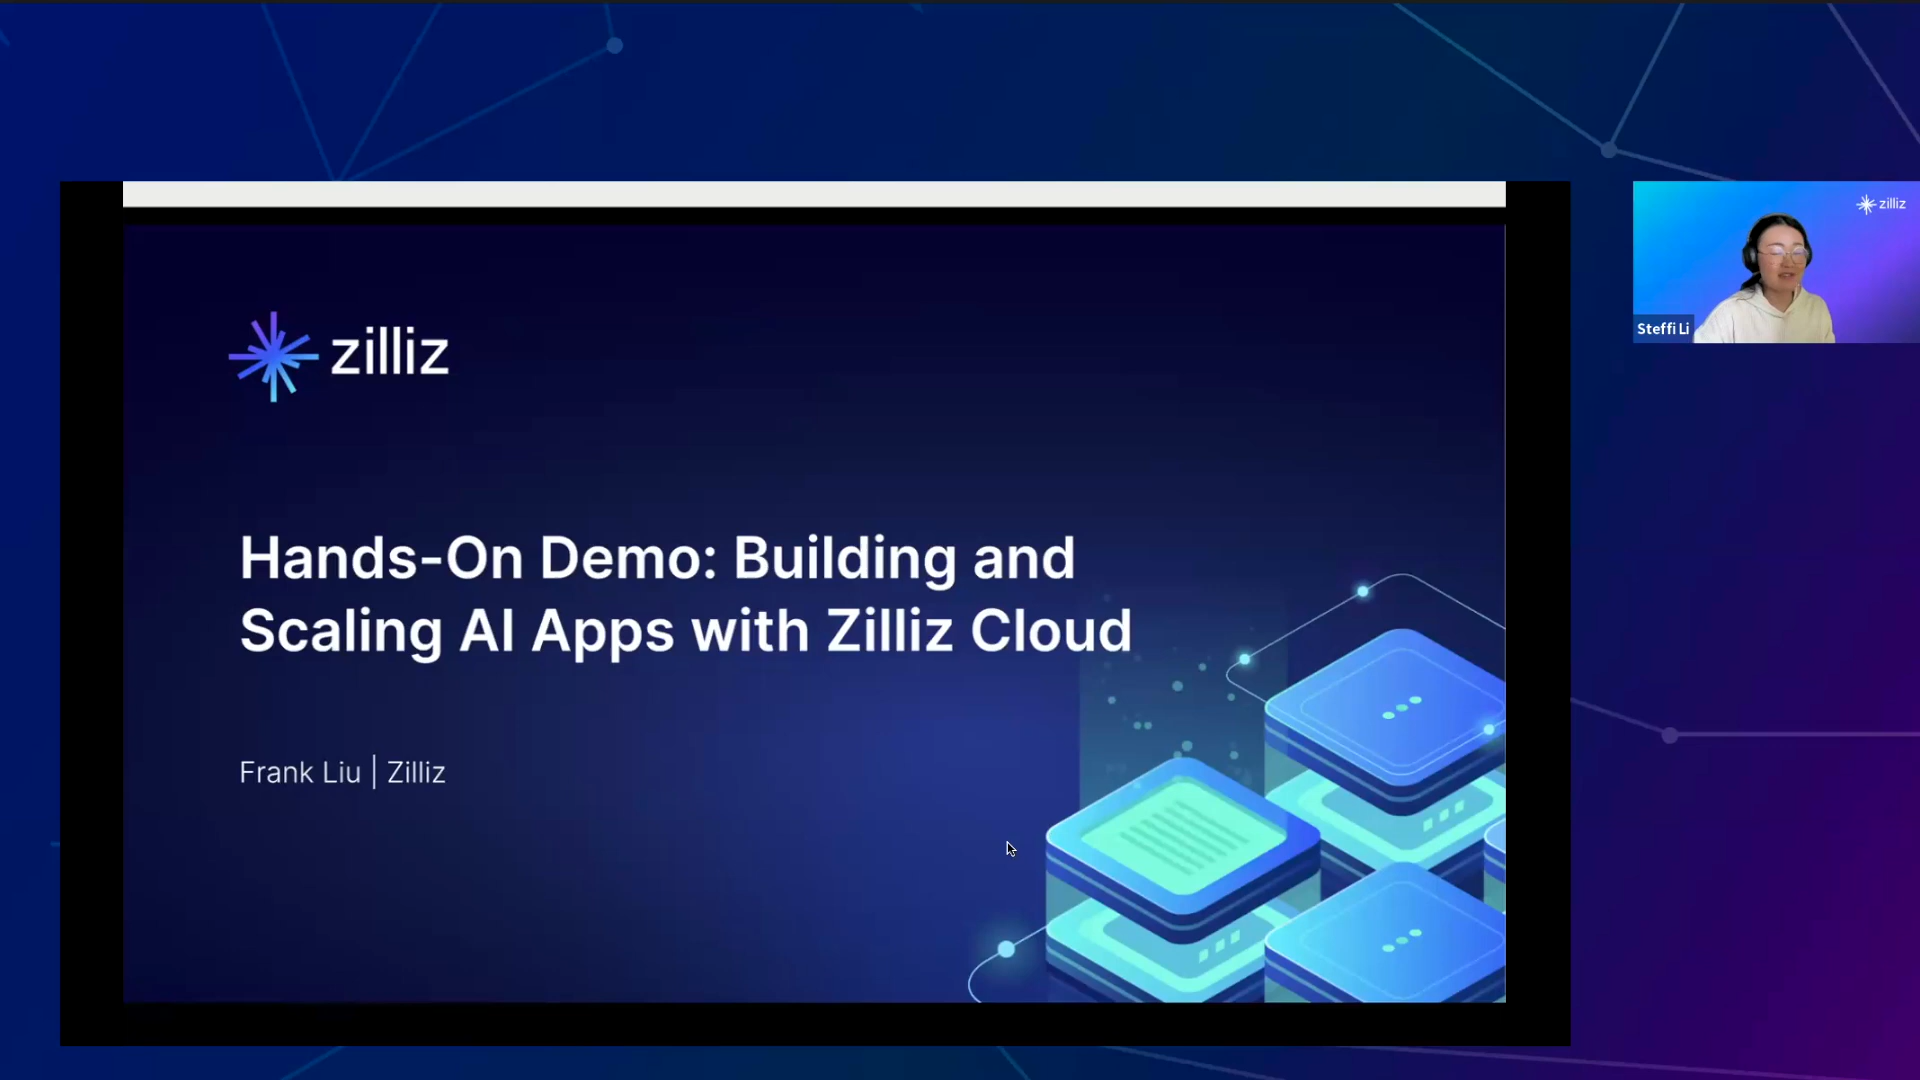 zilliz
Hands-On Demo: Building and
Scaling AI Apps with Zilliz Cloud
Frank Liu | Zilliz
zilliz
Steffi Li